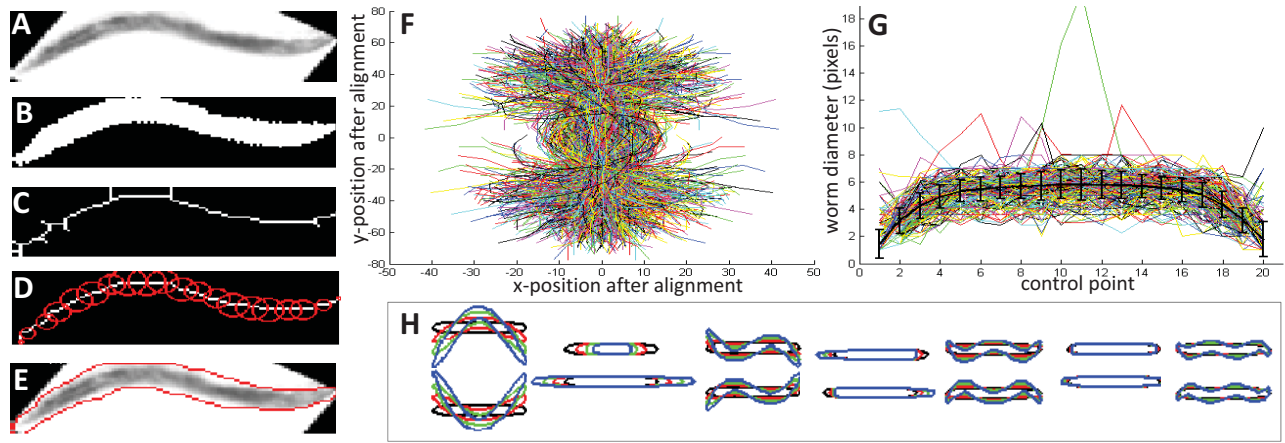 A
B
C
D
E
F
y-position after alignment
80
60
40
20
0
-20
-40
-60
-80
-50 -40 -30 -20 -10 0 10 20 30 40 50
x-position after alignment
G
worm diameter (pixels)
18
16
14
12
10
8
6
4
2
0
2 4 6 8 10 12 14 16 18 20
control point
H